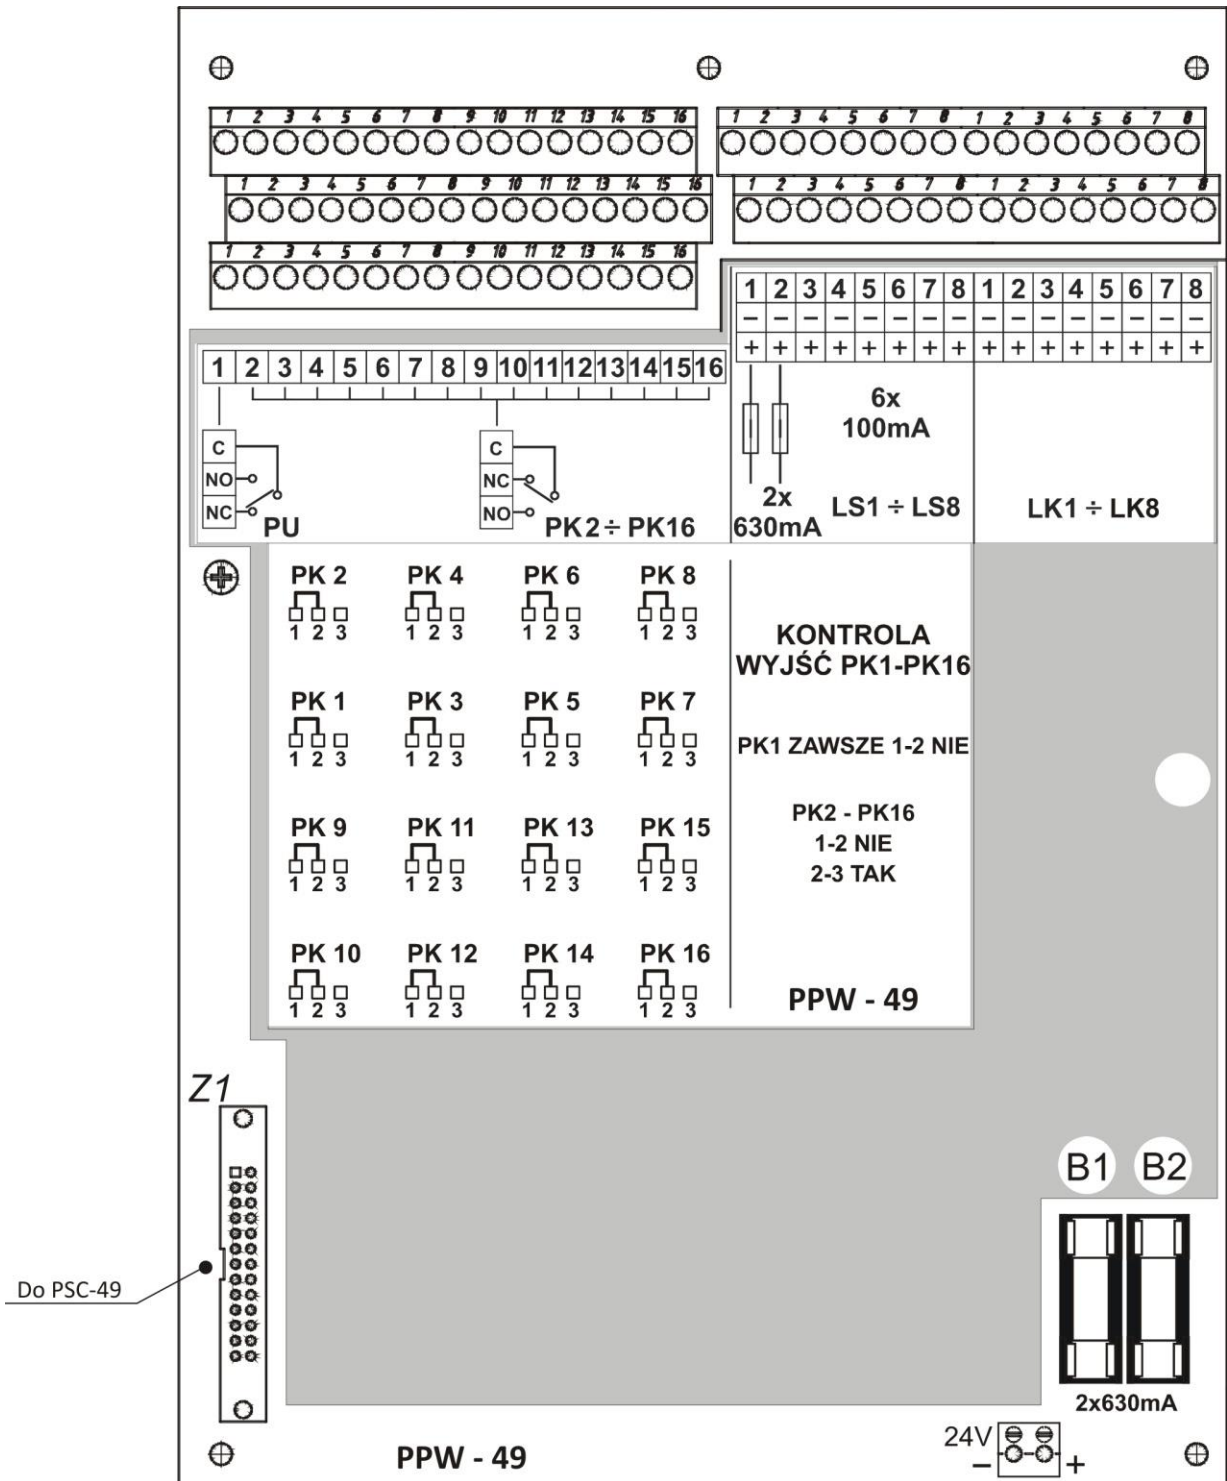 1 2 3 4 5 6 7 8 9 10 11 12 13 14 15 16
1 2 3 4 5 6 7 8 1 2 3 4 5 6 7 8
1 2 3 4 5 6 7 8 9 10 11 12 13 14 15 16
1 2 3 4 5 6 7 8 1 2 3 4 5 6 7 8
1 2 3 4 5 6 7 8 9 10 11 12 13 14 15 16
1 2 3 4 5 6 7 8 1 2 3 4 5 6 7 8
− − − − − − − − − − − − − − − −
+ + + + + + + + + + + + + + + +
1 2 3 4 5 6 7 8 9 10 11 12 13 14 15 16
C
NO
NC
PU
C
NC
NO
PK2 ÷ PK16
6x
100mA
2x
630mA
LS1 ÷ LS8
LK1 ÷ LK8
PK 2 PK 4 PK 6 PK 8
1 2 3 1 2 3 1 2 3 1 2 3
PK 1 PK 3 PK 5 PK 7
1 2 3 1 2 3 1 2 3 1 2 3
PK 9 PK 11 PK 13 PK 15
1 2 3 1 2 3 1 2 3 1 2 3
PK 10 PK 12 PK 14 PK 16
1 2 3 1 2 3 1 2 3 1 2 3
KONTROLA
WYJŚĆ PK1-PK16
PK1 ZAWSZE 1-2 NIE
PK2 - PK16
1-2 NIE
2-3 TAK
PPW - 49
Z1
Do PSC-49
B1 B2
2x630mA
24V
− +
PPW - 49